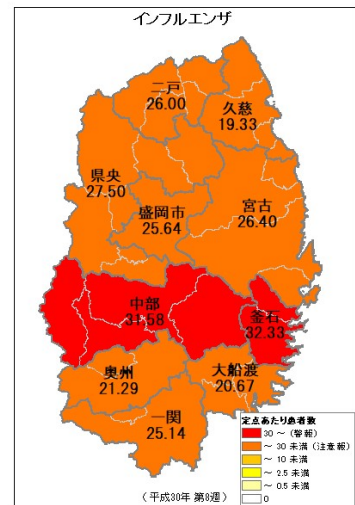 インフルエンザ
二戸
26.00
久慈
19.33
県央
27.50
盛岡市
25.64
宮古
26.40
中部
31.58
釜石
32.33
奥州
21.29
大船渡
20.67
一関
25.14
定点あたり患者数
30 ～ (警報)
～ 30 未満 (注意報)
～ 10 未満
～ 2.5 未満
～ 0.5 未満
0
(平成30年 第8週)